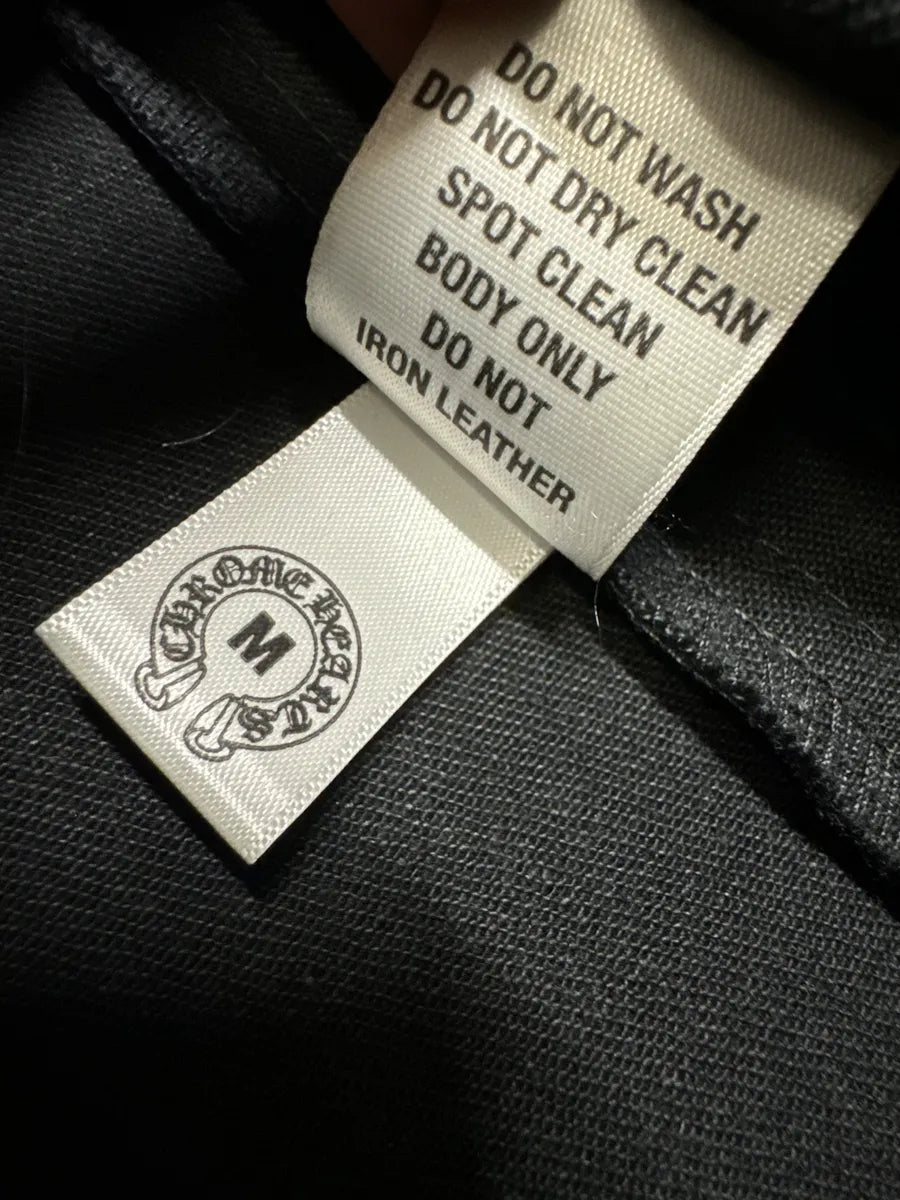 DO NOT WASH
DO NOT DRY CLEAN
SPOT CLEAN
BODY ONLY
DO NOT
IRON LEATHER
CHROME HEARTS
M